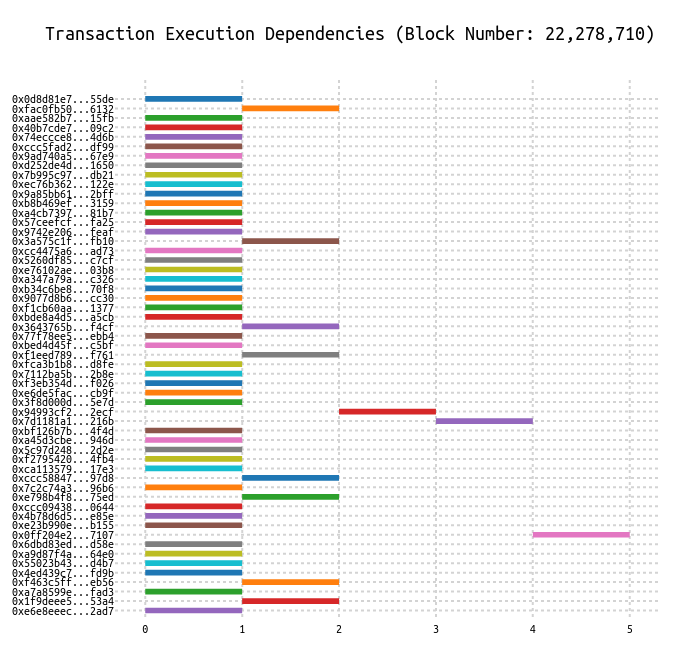 Transaction Execution Dependencies (Block Number: 22,278,710)
0x0d8d81e7...55de
0xfac0fb50...6132
0xaae582b7...15fb
0x40b7cde7...09c2
0x74eccce8...4d6b
0xccc5fad2...df99
0x9ad740a5...67e9
0xd252de4d...1650
0x7b995c97...db21
0xec76b362...122e
0x9a85bb61...2bff
0xb8b469ef...3159
0xa4cb7397...81b7
0x57ceefcf...fa25
0x9742e206...feaf
0x3a575c1f...fb10
0xcc4475a6...ad73
0x5260df85...c7cf
0xe76102ae...03b8
0xa347a79a...c326
0xb34c6be8...70f8
0x9077d8b6...cc30
0xf1cb60aa...1377
0xbde8a4d5...a5cb
0x3643765b...f4cf
0x77f78ee5...ebb4
0xbed4d45f...c5bf
0xf1eed789...f761
0xfca3b1b8...d8fe
0x7112ba5b...2b8e
0xf3eb354d...f026
0xe6de5fac...cb9f
0x3f8d000d...5e7d
0x94993cf2...2ecf
0x7d1181a1...216b
0xbf126b7b...4f4d
0xa45d3cbe...946d
0x5c97d248...2d2e
0xf2795420...4fb4
0xca113579...17e3
0xccc58847...97d8
0x7c2c74a3...96b6
0xe798b4f8...75ed
0xccc09438...0644
0x4b78d6d5...e85e
0xe23b990e...b155
0x0ff204e2...7107
0x6dbd83ed...d58e
0xa9d87f4a...64e0
0x55023b43...d4b7
0x4ed439c7...fd9b
0xf463c5ff...eb56
0xa7a8599e...fad3
0x1f9deee5...53a4
0xe6e8eeec...2ad7
0 1 2 3 4 5